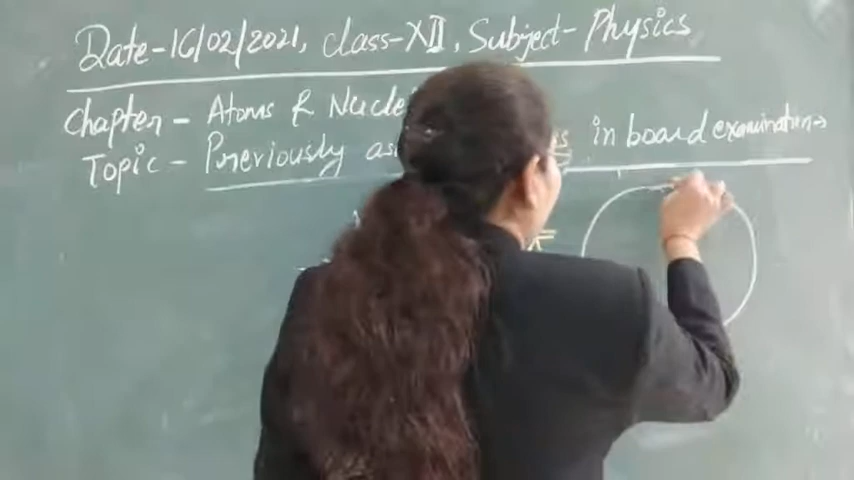 Date-16/02/2021, class-XII, Subject-Physics
Chapter - Atoms & Nucle
Topic - Previously as in board examination→